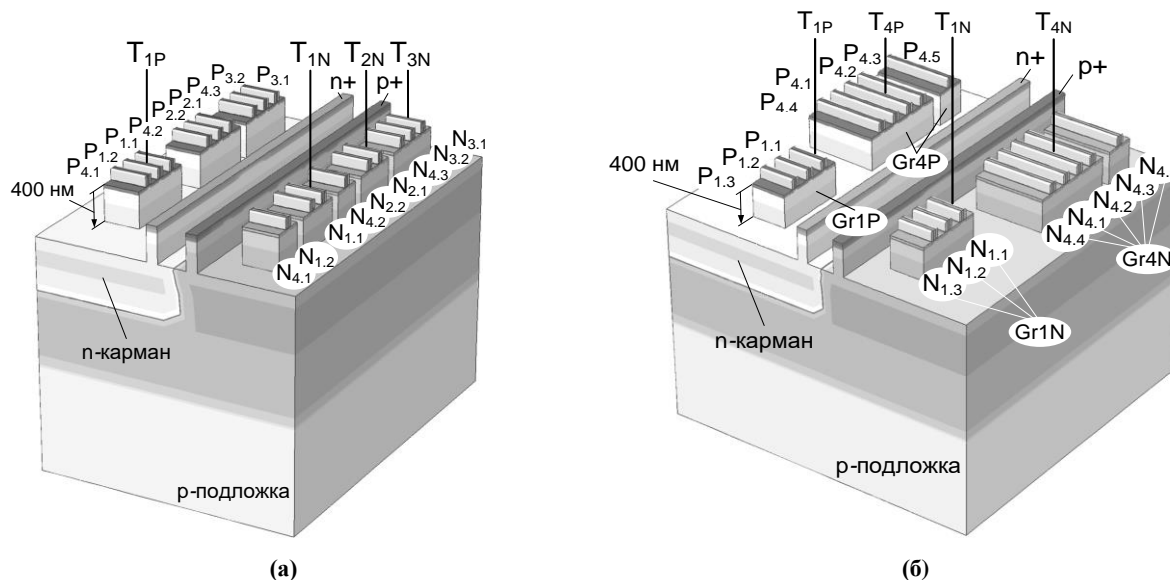 T1P
T1N
T2N
T3N
P3.2
P3.1
P4.3
P2.1
P2.2
P4.2
P1.1
P1.2
P4.1
n+
p+
400 нм
N3.1
N3.2
N4.3
N2.1
N2.2
N4.2
N1.1
N1.2
N4.1
n-карман
p-подложка
(а)
T1P
T4P
T1N
T4N
P4.5
P4.3
P4.2
P4.1
P4.4
n+
p+
P1.1
P1.2
P1.3
400 нм
Gr4P
Gr1P
N4.3
N4.2
N4.1
N4.4
Gr4N
N1.1
N1.2
N1.3
Gr1N
n-карман
p-подложка
(б)